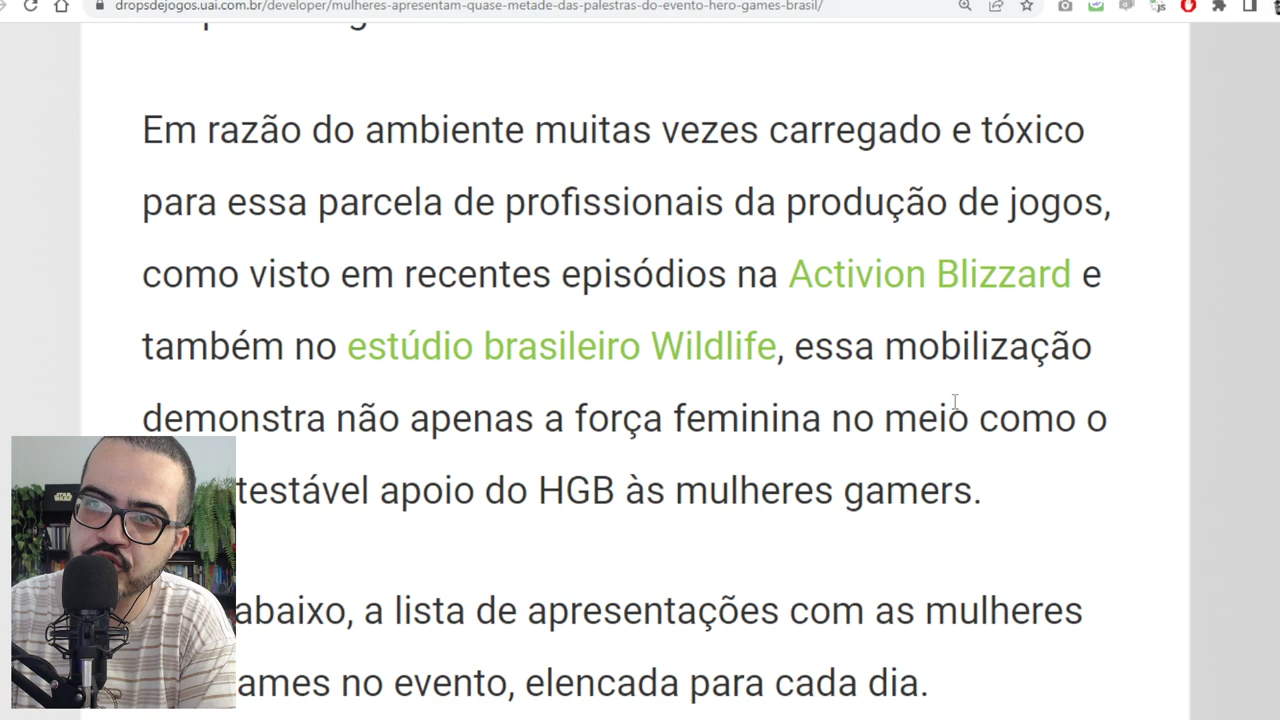 dropsdejogos.uai.com.br/developer/mulheres-apresentam-quase-metade-das-palestras-do-evento-hero-games-brasil/
Em razão do ambiente muitas vezes carregado e tóxico
para essa parcela de profissionais da produção de jogos,
como visto em recentes episódios na Activion Blizzard e
também no estúdio brasileiro Wildlife, essa mobilização
demonstra não apenas a força feminina no meio como o
testável apoio do HGB às mulheres gamers.
abaixo, a lista de apresentações com as mulheres
ames no evento, elencada para cada dia.
STAR
WARS